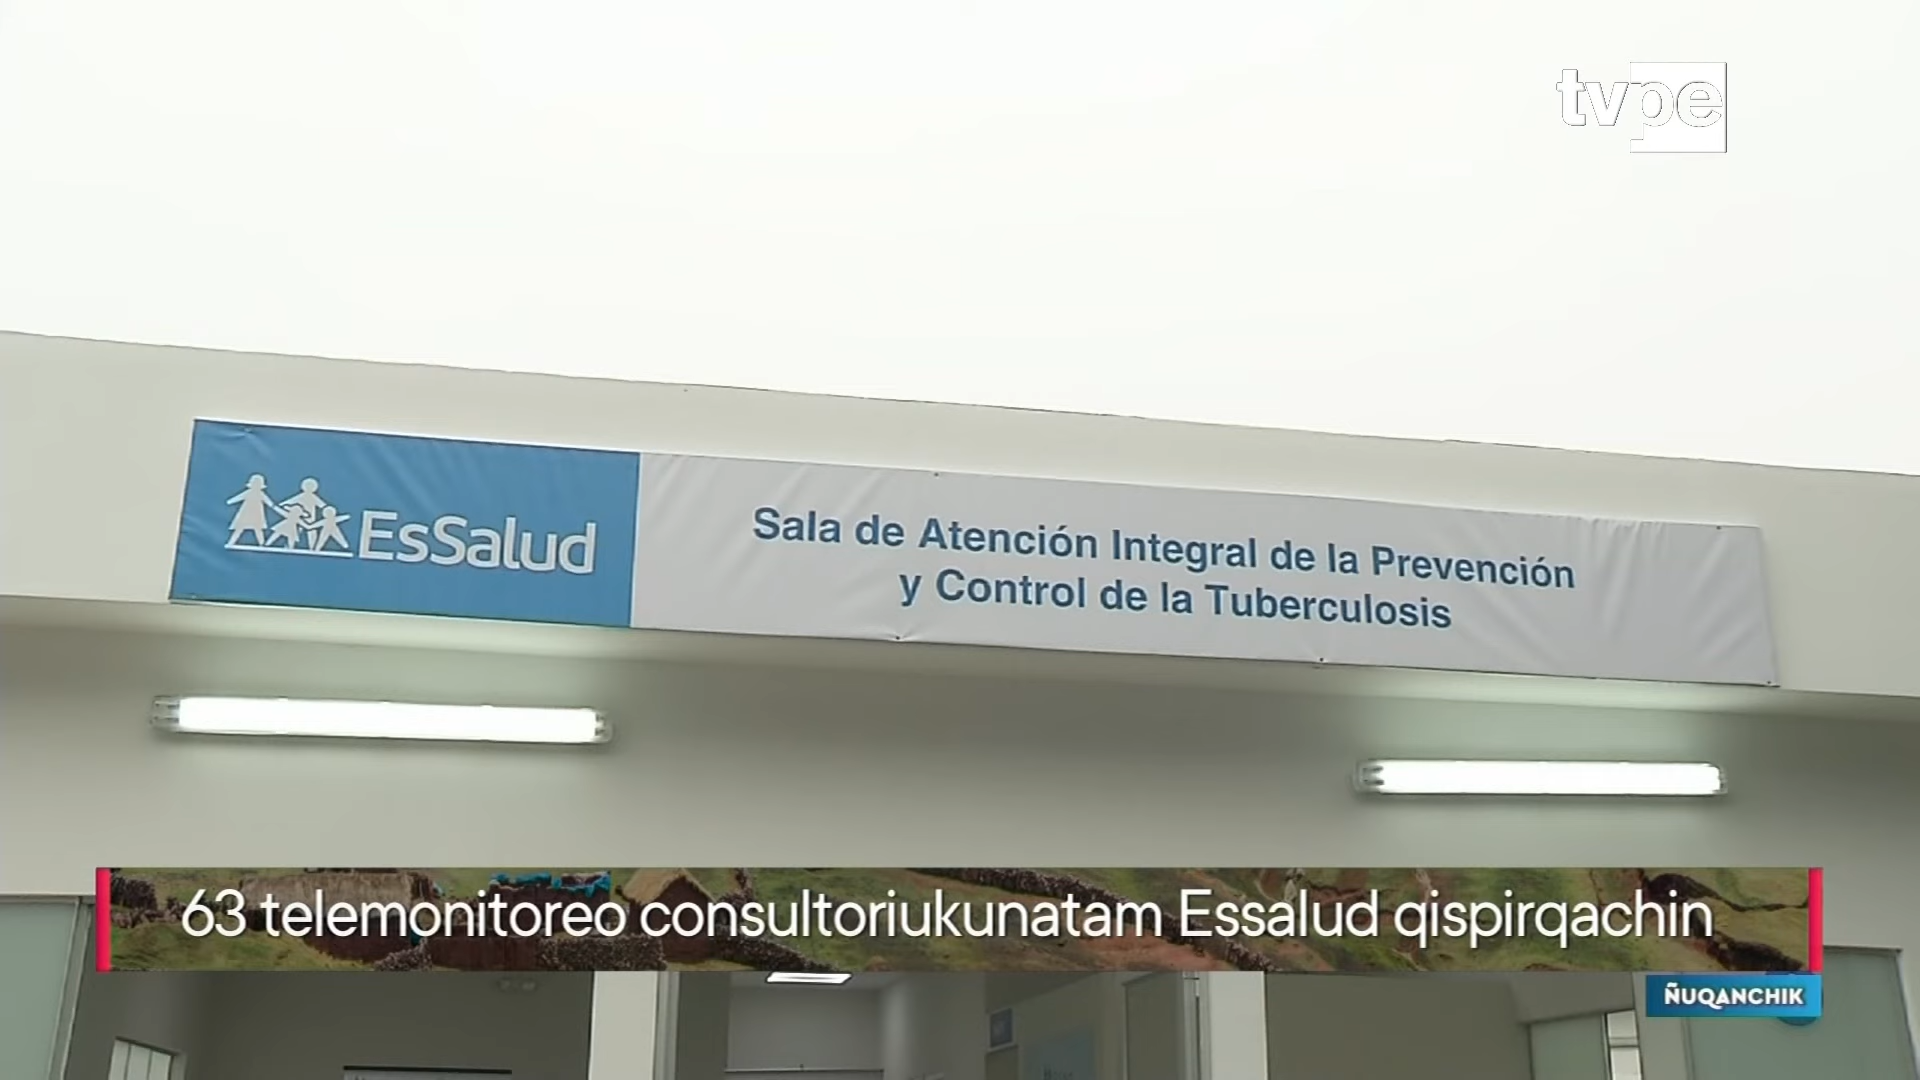 tvpe
EsSalud
Sala de Atención Integral de la Prevención
y Control de la Tuberculosis
63 telemonitoreo consultoriukunatam Essalud qispirqachin
ÑUQANCHIK